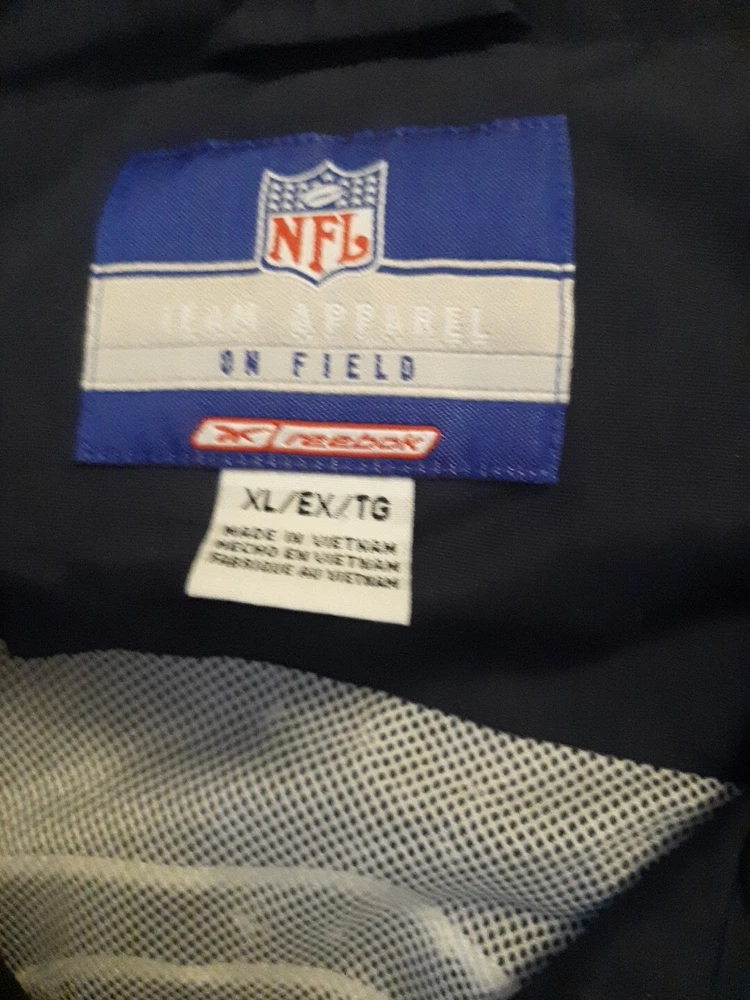 NFL
TEAM APPAREL
ON FIELD
reebok
XL/EX/TG
MADE IN VIETNAM
HECHO EN VIETNAM
FABRIQUE AU VIETNAM